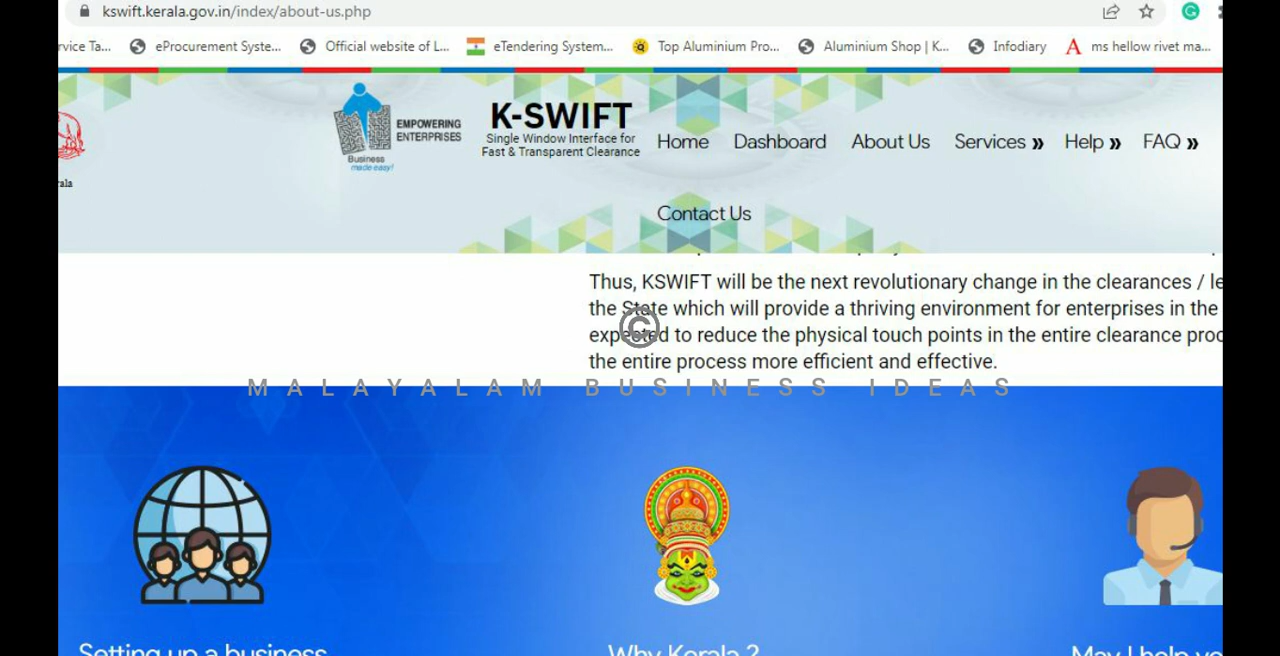 kswift.kerala.gov.in/index/about-us.php
rvice Ta... eProcurement Syste... Official website of L... eTendering System... Top Aluminium Pro... Aluminium Shop | K... Infodiary ms hellow rivet ma...
EMPOWERING
ENTERPRISES
Business
made easy!
K-SWIFT
Single Window Interface for
Fast & Transparent Clearance
rala
Home Dashboard About Us Services » Help » FAQ »
Contact Us
Thus, KSWIFT will be the next revolutionary change in the clearances / le
the State which will provide a thriving environment for enterprises in the
expected to reduce the physical touch points in the entire clearance proc
the entire process more efficient and effective.
©
MALAYALAM BUSINESS IDEAS
Setting up a business
Why Kerala ?
May I help yo